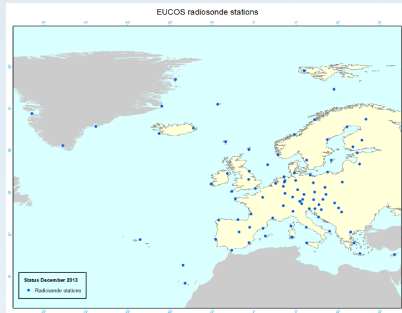 EUCOS radiosonde stations
Status December 2013
Radiosonde stations